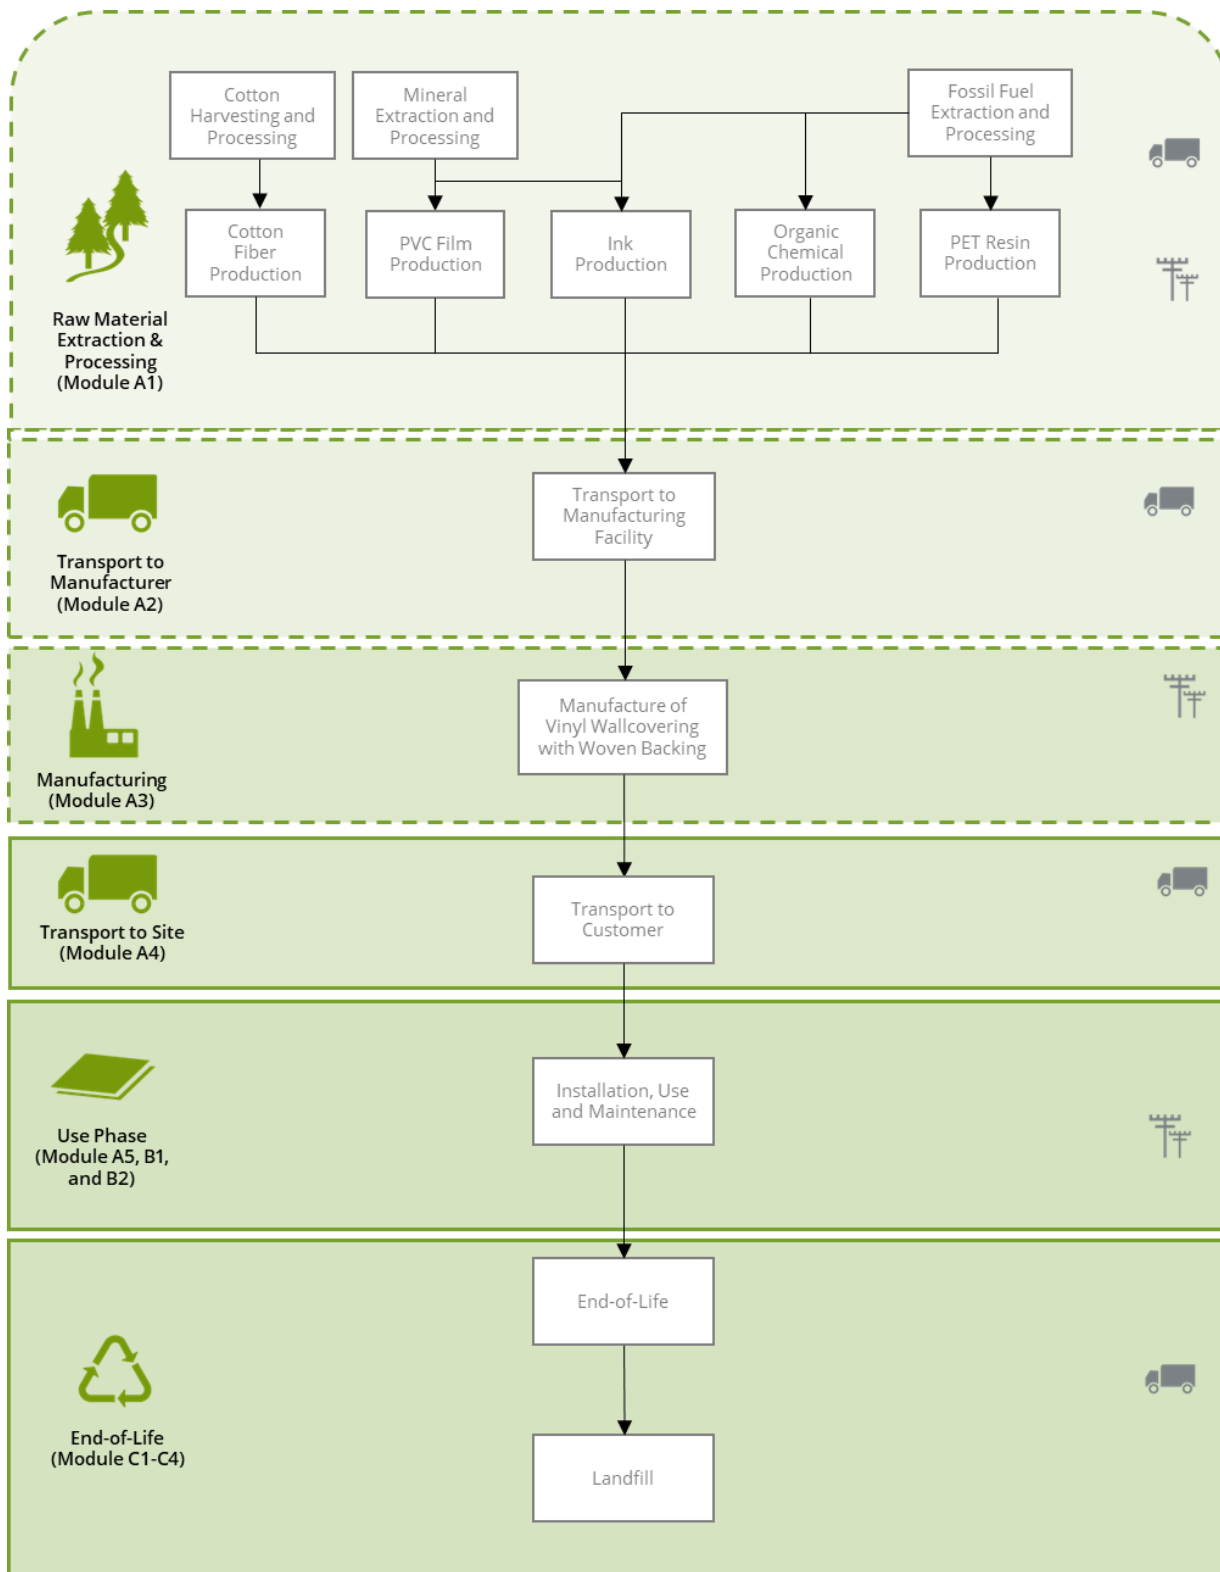 Cotton
Harvesting and
Processing
Mineral
Extraction and
Processing
Fossil Fuel
Extraction and
Processing
Cotton
Fiber
Production
PVC Film
Production
Ink
Production
Organic
Chemical
Production
PET Resin
Production
Raw Material
Extraction &
Processing
(Module A1)
Transport to
Manufacturing
Facility
Transport to
Manufacturer
(Module A2)
Manufacture of
Vinyl Wallcovering
with Woven Backing
Manufacturing
(Module A3)
Transport to
Customer
Transport to Site
(Module A4)
Installation, Use
and Maintenance
Use Phase
(Module A5, B1,
and B2)
End-of-Life
End-of-Life
(Module C1-C4)
Landfill